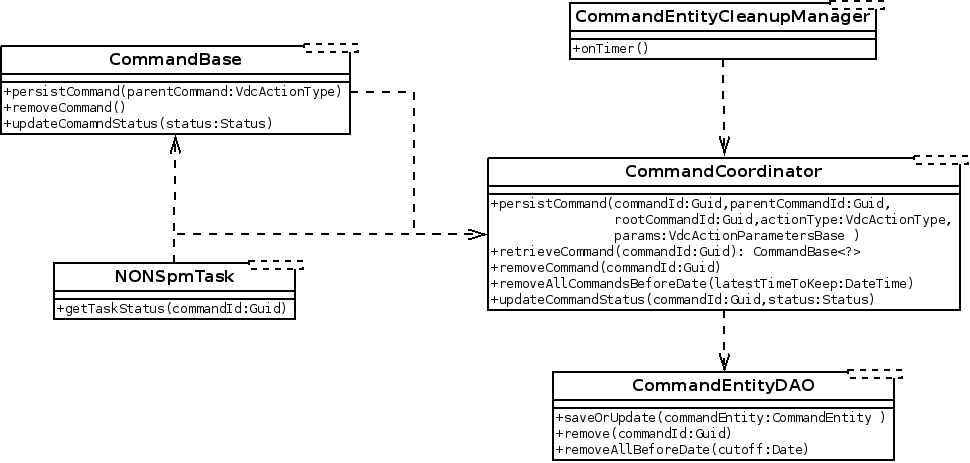 CommandEntityCleanupManager
+onTimer()
CommandBase
+persistCommand(parentCommand:VdcActionType)
+removeCommand()
+updateComamndStatus(status:Status)
CommandCoordinator
+persistCommand(commandId:Guid,parentCommandId:Guid,
rootCommandId:Guid,actionType:VdcActionType,
params:VdcActionParametersBase )
+retrieveCommand(commandId:Guid): CommandBase<?>
+removeCommand(commandId:Guid)
+removeAllCommandsBeforeDate(latestTimeToKeep:DateTime)
+updateCommandStatus(commandId:Guid,status:Status)
NONSpmTask
+getTaskStatus(commandId:Guid)
CommandEntityDAO
+saveOrUpdate(commandEntity:CommandEntity )
+remove(commandId:Guid)
+removeAllBeforeDate(cutoff:Date)